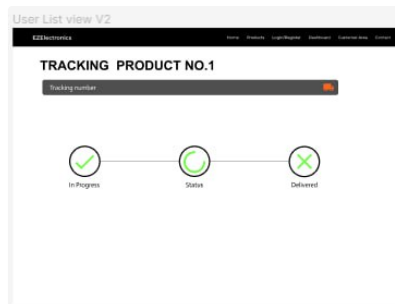 User List view V2
EZElectronics Home Products Login/Register Dashboard Customer Area Contact
TRACKING PRODUCT NO.1
Tracking number
In Progress Status Delivered